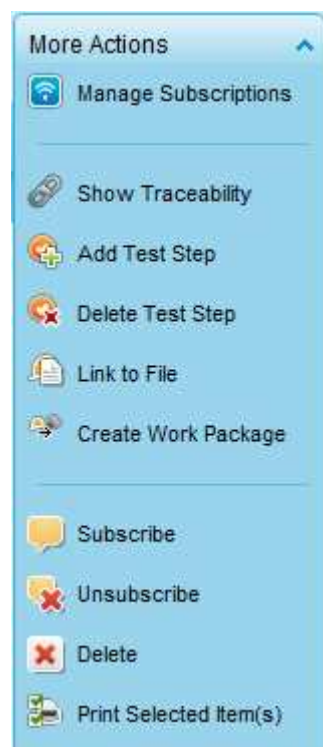 More Actions
Manage Subscriptions
Show Traceability
Add Test Step
Delete Test Step
Link to File
Create Work Package
Subscribe
Unsubscribe
Delete
Print Selected Item(s)